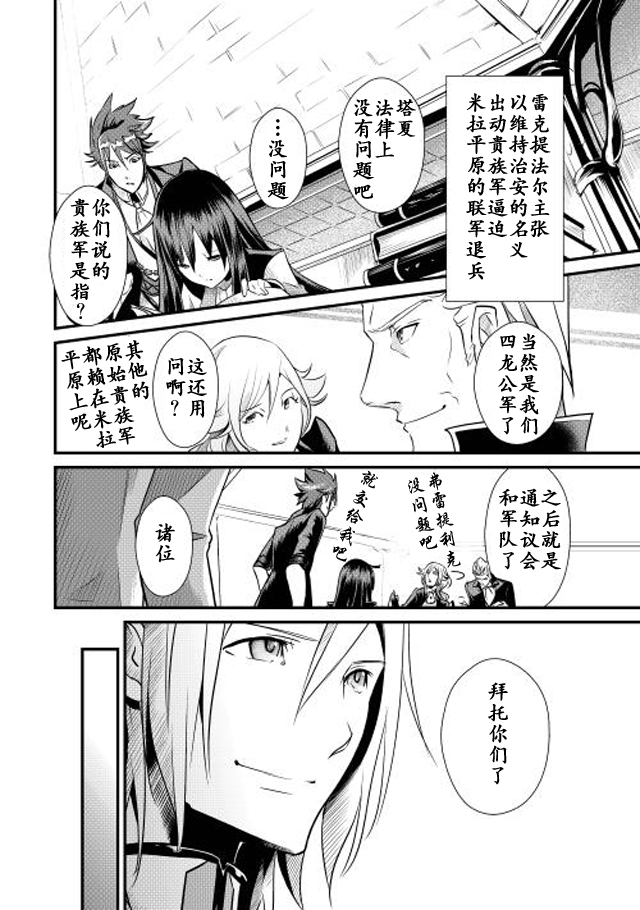 雷克提法尔主张
以维持治安的名义
出动貴族军逼迫
米拉平原的联军退兵
塔夏
法律上
没有问题吧
…没问题
你们说的
貴族军是指？
当然是我们
四龙公军了
这还用
问啊？
其他的
原始貴族军
都赖在米拉
平原上呢
之后就是
通知议会
和军队了
弗雷提利克
没问题吧
就交给我吧
诸位
拜托你们了